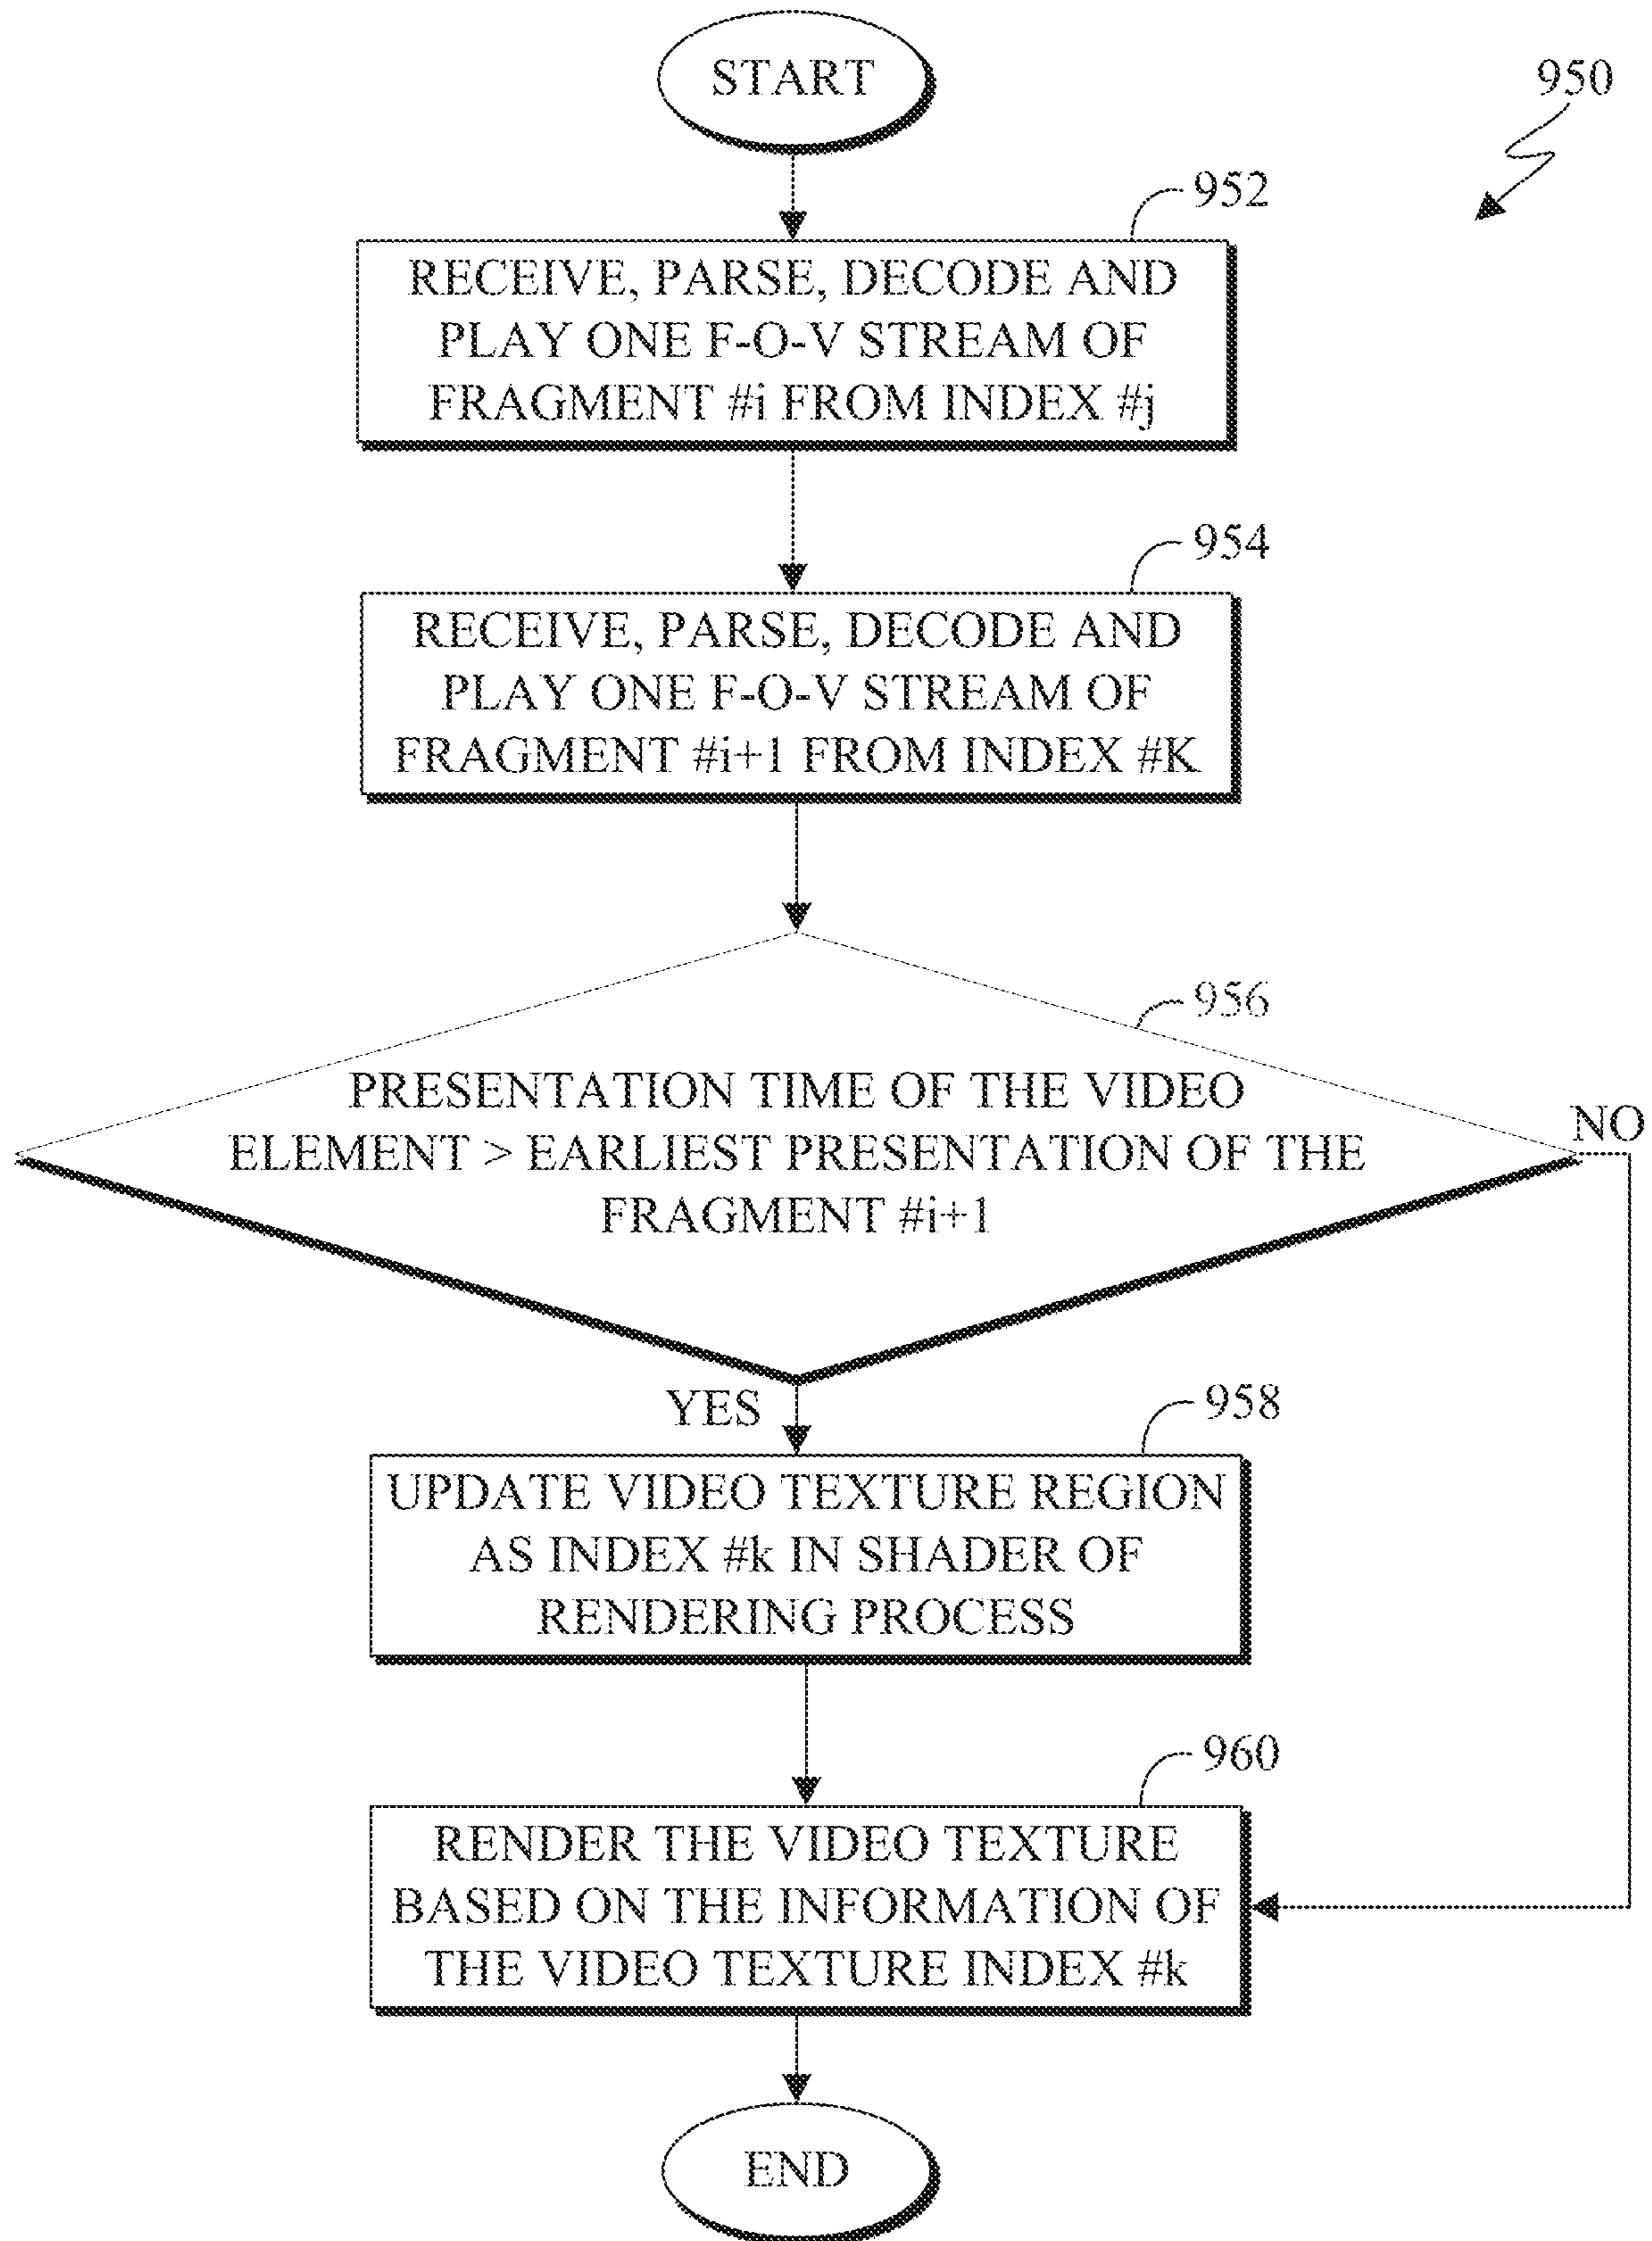 START
950
952
RECEIVE, PARSE, DECODE AND
PLAY ONE F-O-V STREAM OF
FRAGMENT #i FROM INDEX #j
954
RECEIVE, PARSE, DECODE AND
PLAY ONE F-O-V STREAM OF
FRAGMENT #i+1 FROM INDEX #K
956
PRESENTATION TIME OF THE VIDEO
ELEMENT > EARLIEST PRESENTATION OF THE
FRAGMENT #i+1
NO
YES
958
UPDATE VIDEO TEXTURE REGION
AS INDEX #k IN SHADER OF
RENDERING PROCESS
960
RENDER THE VIDEO TEXTURE
BASED ON THE INFORMATION OF
THE VIDEO TEXTURE INDEX #k
END